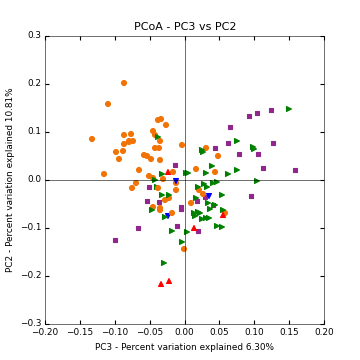 PCoA - PC3 vs PC2
0.3
0.2
0.1
0.0
−0.1
−0.2
−0.3
PC2 - Percent variation explained 10.81%
−0.20 −0.15 −0.10 −0.05 0.00 0.05 0.10 0.15 0.20
PC3 - Percent variation explained 6.30%